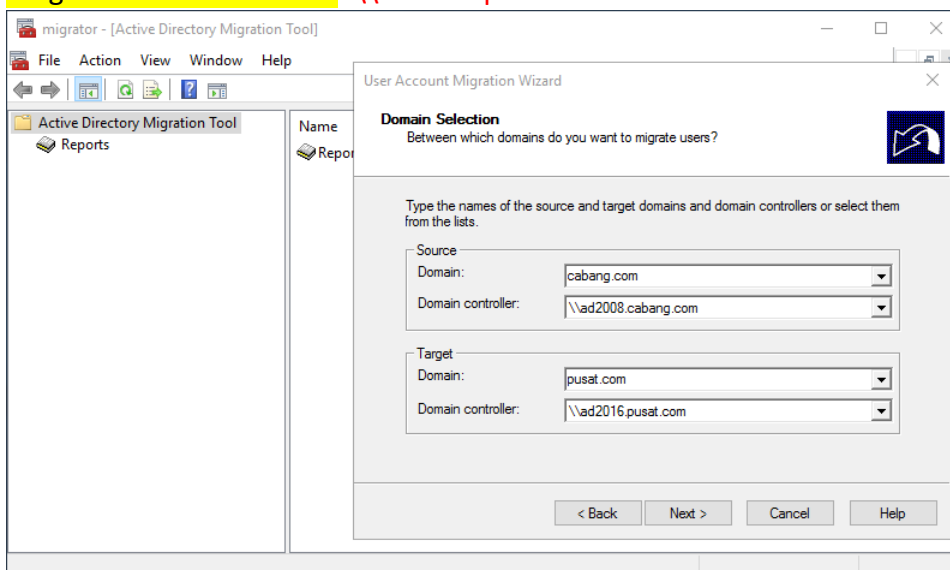 migrator - [Active Directory Migration Tool]
File Action View Window Help
Active Directory Migration Tool
Reports
Name
User Account Migration Wizard
Domain Selection
Between which domains do you want to migrate users?
Type the names of the source and target domains and domain controllers or select them
from the lists.
Source
Domain:
cabang.com
Domain controller:
\\ad2008.cabang.com
Target
Domain:
pusat.com
Domain controller:
\\ad2016.pusat.com
< Back Next > Cancel Help